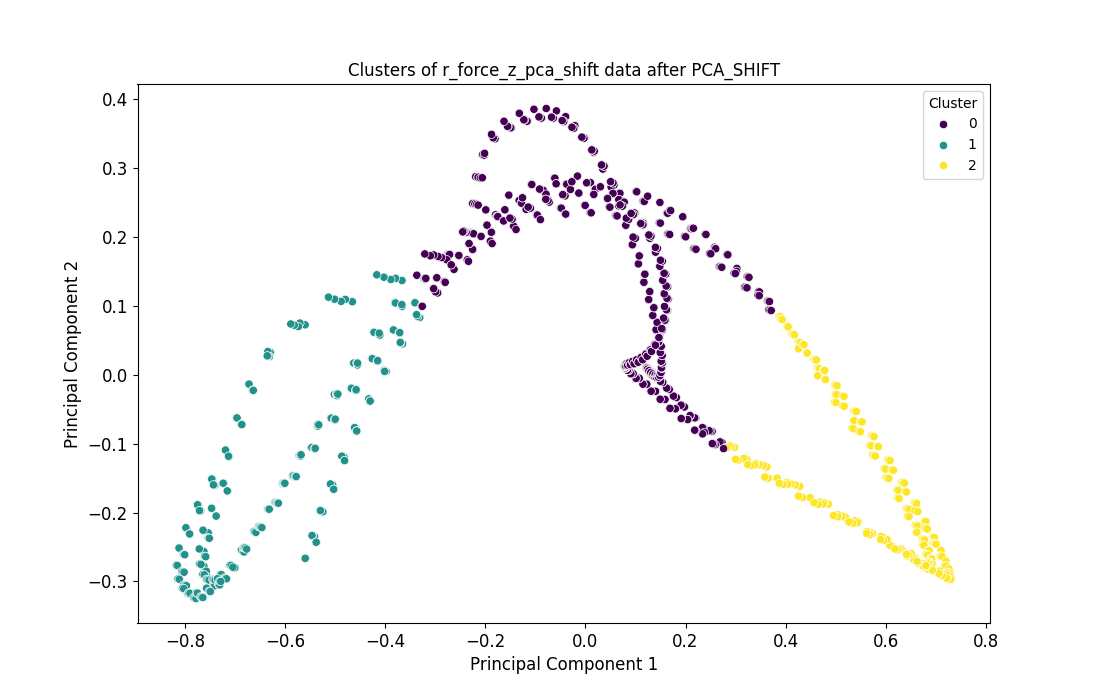 Clusters of r_force_z_pca_shift data after PCA_SHIFT
Cluster
0
1
2
Principal Component 2
0.4
0.3
0.2
0.1
0.0
−0.1
−0.2
−0.3
−0.8 −0.6 −0.4 −0.2 0.0 0.2 0.4 0.6 0.8
Principal Component 1